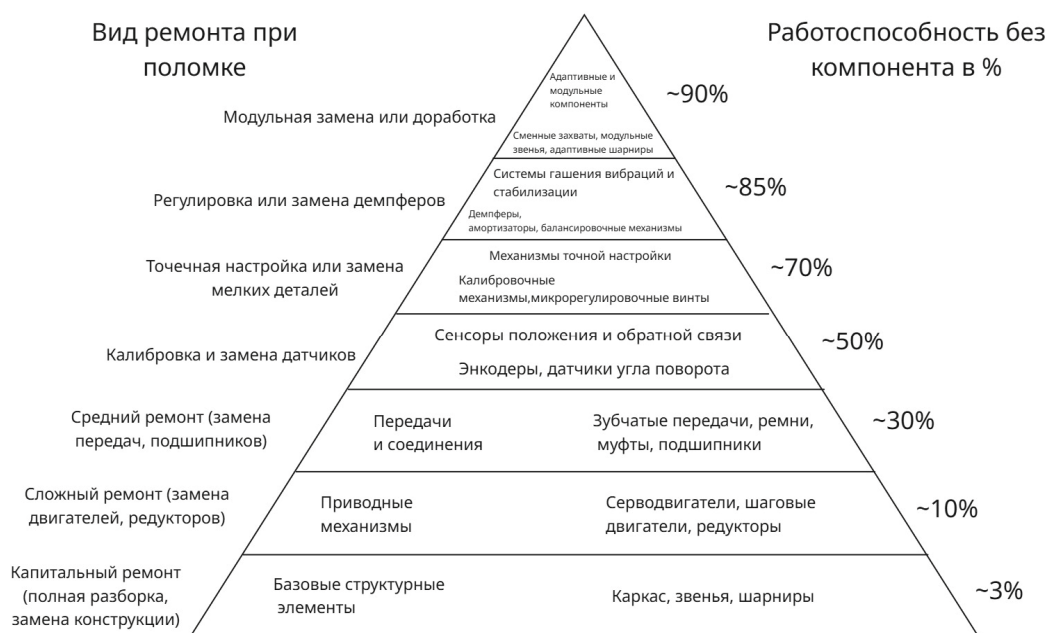 Вид ремонта при
поломке
Работоспособность без
компонента в %
Адаптивные и
модульные
компоненты
~90%
Модульная замена или доработка
Сменные захваты, модульные
звенья, адаптивные шарниры
Системы гашения вибраций и
стабилизации
~85%
Регулировка или замена демпферов
Демпферы,
амортизаторы, балансировочные механизмы
Механизмы точной настройки
~70%
Точечная настройка или замена
мелких деталей
Калибровочные
механизмы,микрорегулировочные винты
Сенсоры положения и обратной связи
~50%
Калибровка и замена датчиков
Энкодеры, датчики угла поворота
Средний ремонт (замена
передач, подшипников)
Передачи
и соединения
Зубчатые передачи, ремни,
муфты, подшипники
~30%
Сложный ремонт (замена
двигателей, редукторов)
Приводные
механизмы
Серводвигатели, шаговые
двигатели, редукторы
~10%
Капитальный ремонт
(полная разборка,
замена конструкции)
Базовые структурные
элементы
Каркас, звенья, шарниры
~3%